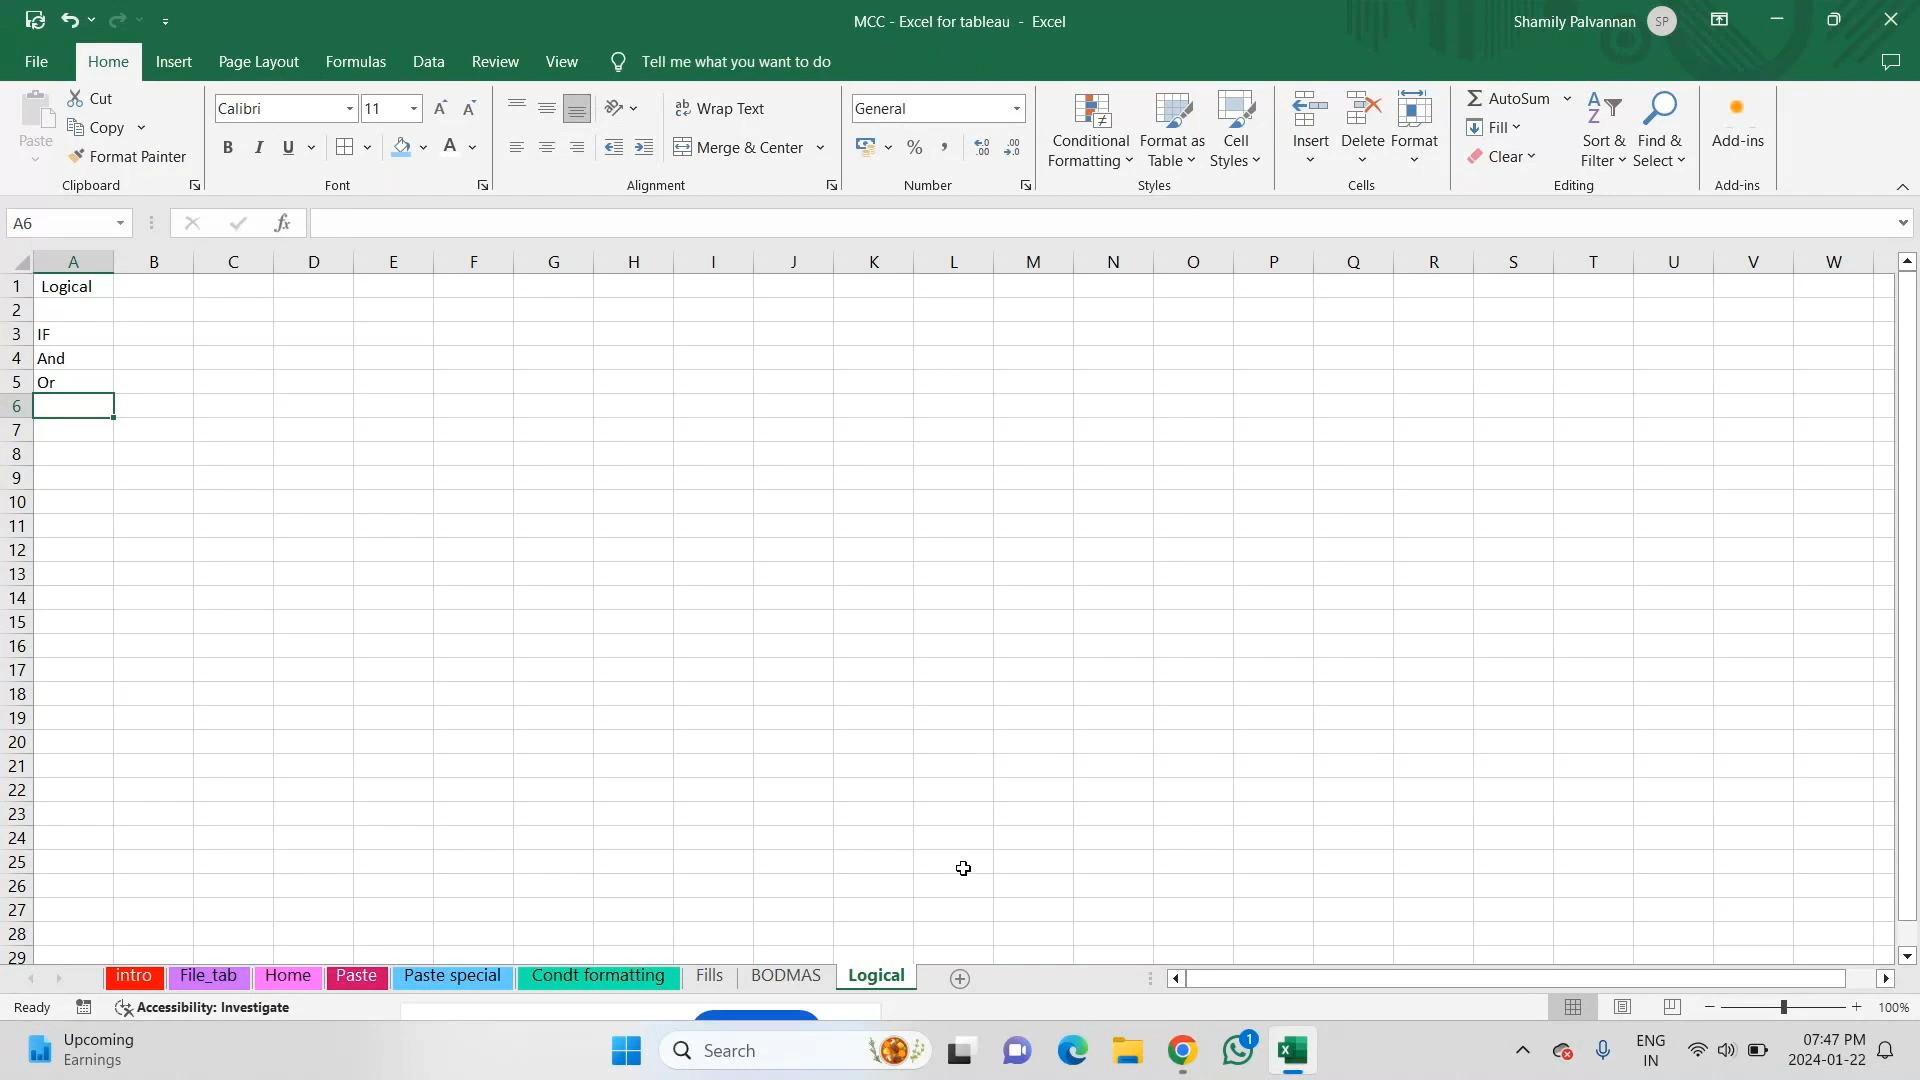 MCC - Excel for tableau - Excel
Shamily Palvannan SP
File Home Insert Page Layout Formulas Data Review View Tell me what you want to do
Paste
Cut
Copy
Format Painter
Clipboard
Calibri 11
B I U A
Font
Wrap Text
Merge & Center
Alignment
General
% ,
Number
Conditional Formatting
Format as Table
Cell Styles
Styles
Insert Delete Format
Cells
AutoSum
Fill
Clear
Sort & Filter
Find & Select
Editing
Add-ins
Add-ins
A6 fx
A B C D E F G H I J K L M N O P Q R S T U V W
1 Logical
2
3 IF
4 And
5 Or
6
7
8
9
10
11
12
13
14
15
16
17
18
19
20
21
22
23
24
25
26
27
28
29
intro File_tab Home Paste Paste special Condt formatting Fills BODMAS Logical
Ready Accessibility: Investigate 100%
Upcoming
Earnings
Search
1
ENG
IN
07:47 PM
2024-01-22